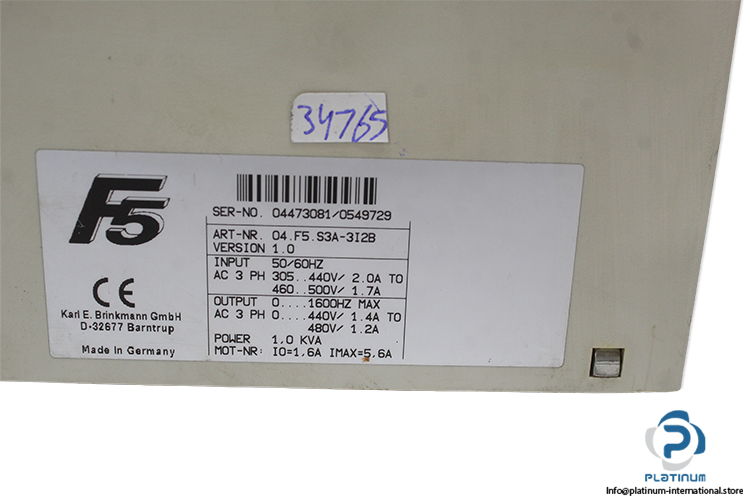 34765
F5
SER-NO. 04473081/0549729
ART-NR. 04.F5.S3A-3I2B
VERSION 1.0
INPUT 50/60HZ
AC 3 PH 305..440V/ 2.0A TO
460..500V/ 1.7A
OUTPUT 0....1600HZ MAX
AC 3 PH 0....440V/ 1.4A TO
480V/ 1.2A
POWER 1,0 KVA
MOT-NR: IO=1,6A IMAX=5,6A
CE
Karl E. Brinkmann GmbH
D-32677 Barntrup
Made in Germany
PLATINUM
Info@platinum-international.store